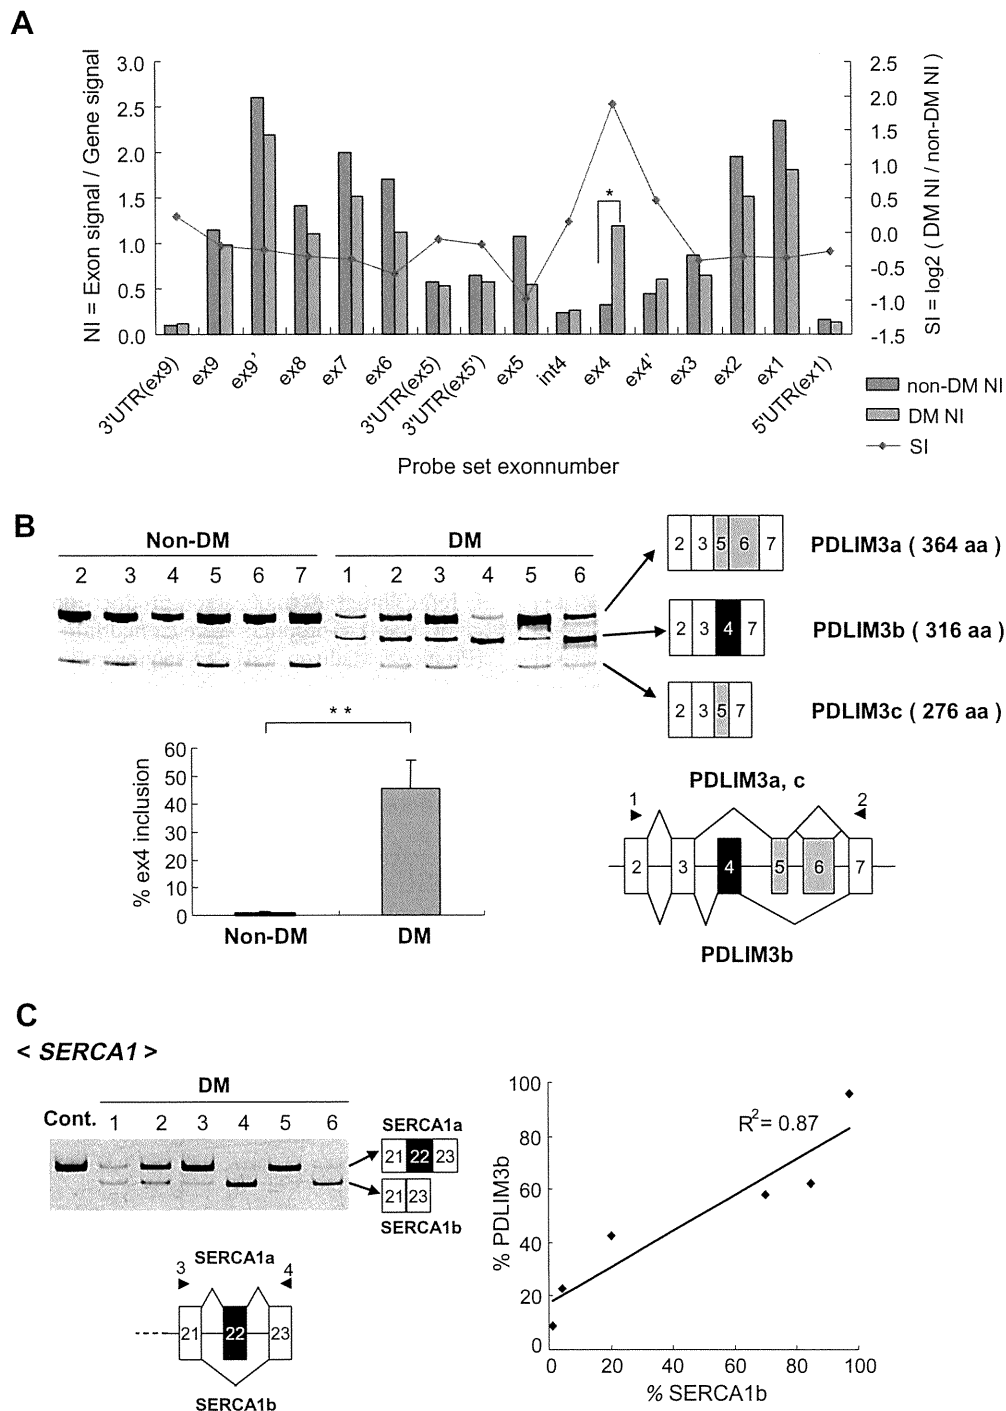 A
NI = Exon signal / Gene signal
3.0
2.5
2.0
1.5
1.0
0.5
0.0
*
2.5
2.0
1.5
1.0
0.5
0.0
-0.5
-1.0
-1.5
SI = log2 ( DM NI / non-DM NI )
3'UTR(ex9)
ex9
ex9'
ex8
ex7
ex6
3'UTR(ex5)
3'UTR(ex5')
ex5
int4
ex4
ex4'
ex3
ex2
ex1
5'UTR(ex1)
non-DM NI
DM NI
SI
Probe set exonnumber
B
Non-DM DM
2 3 4 5 6 7 1 2 3 4 5 6
2 3 5 6 7 PDLIM3a ( 364 aa )
2 3 4 7 PDLIM3b ( 316 aa )
2 3 5 7 PDLIM3c ( 276 aa )
* *
% ex4 inclusion
60
50
40
30
20
10
0
Non-DM DM
PDLIM3a, c
1 2
2 3 4 5 6 7
PDLIM3b
C
< SERCA1 >
DM
Cont. 1 2 3 4 5 6
SERCA1a
21 22 23
21 23
SERCA1b
SERCA1a
3 4
21 22 23
SERCA1b
% PDLIM3b
100
80
60
40
20
0
R2= 0.87
0 20 40 60 80 100
% SERCA1b